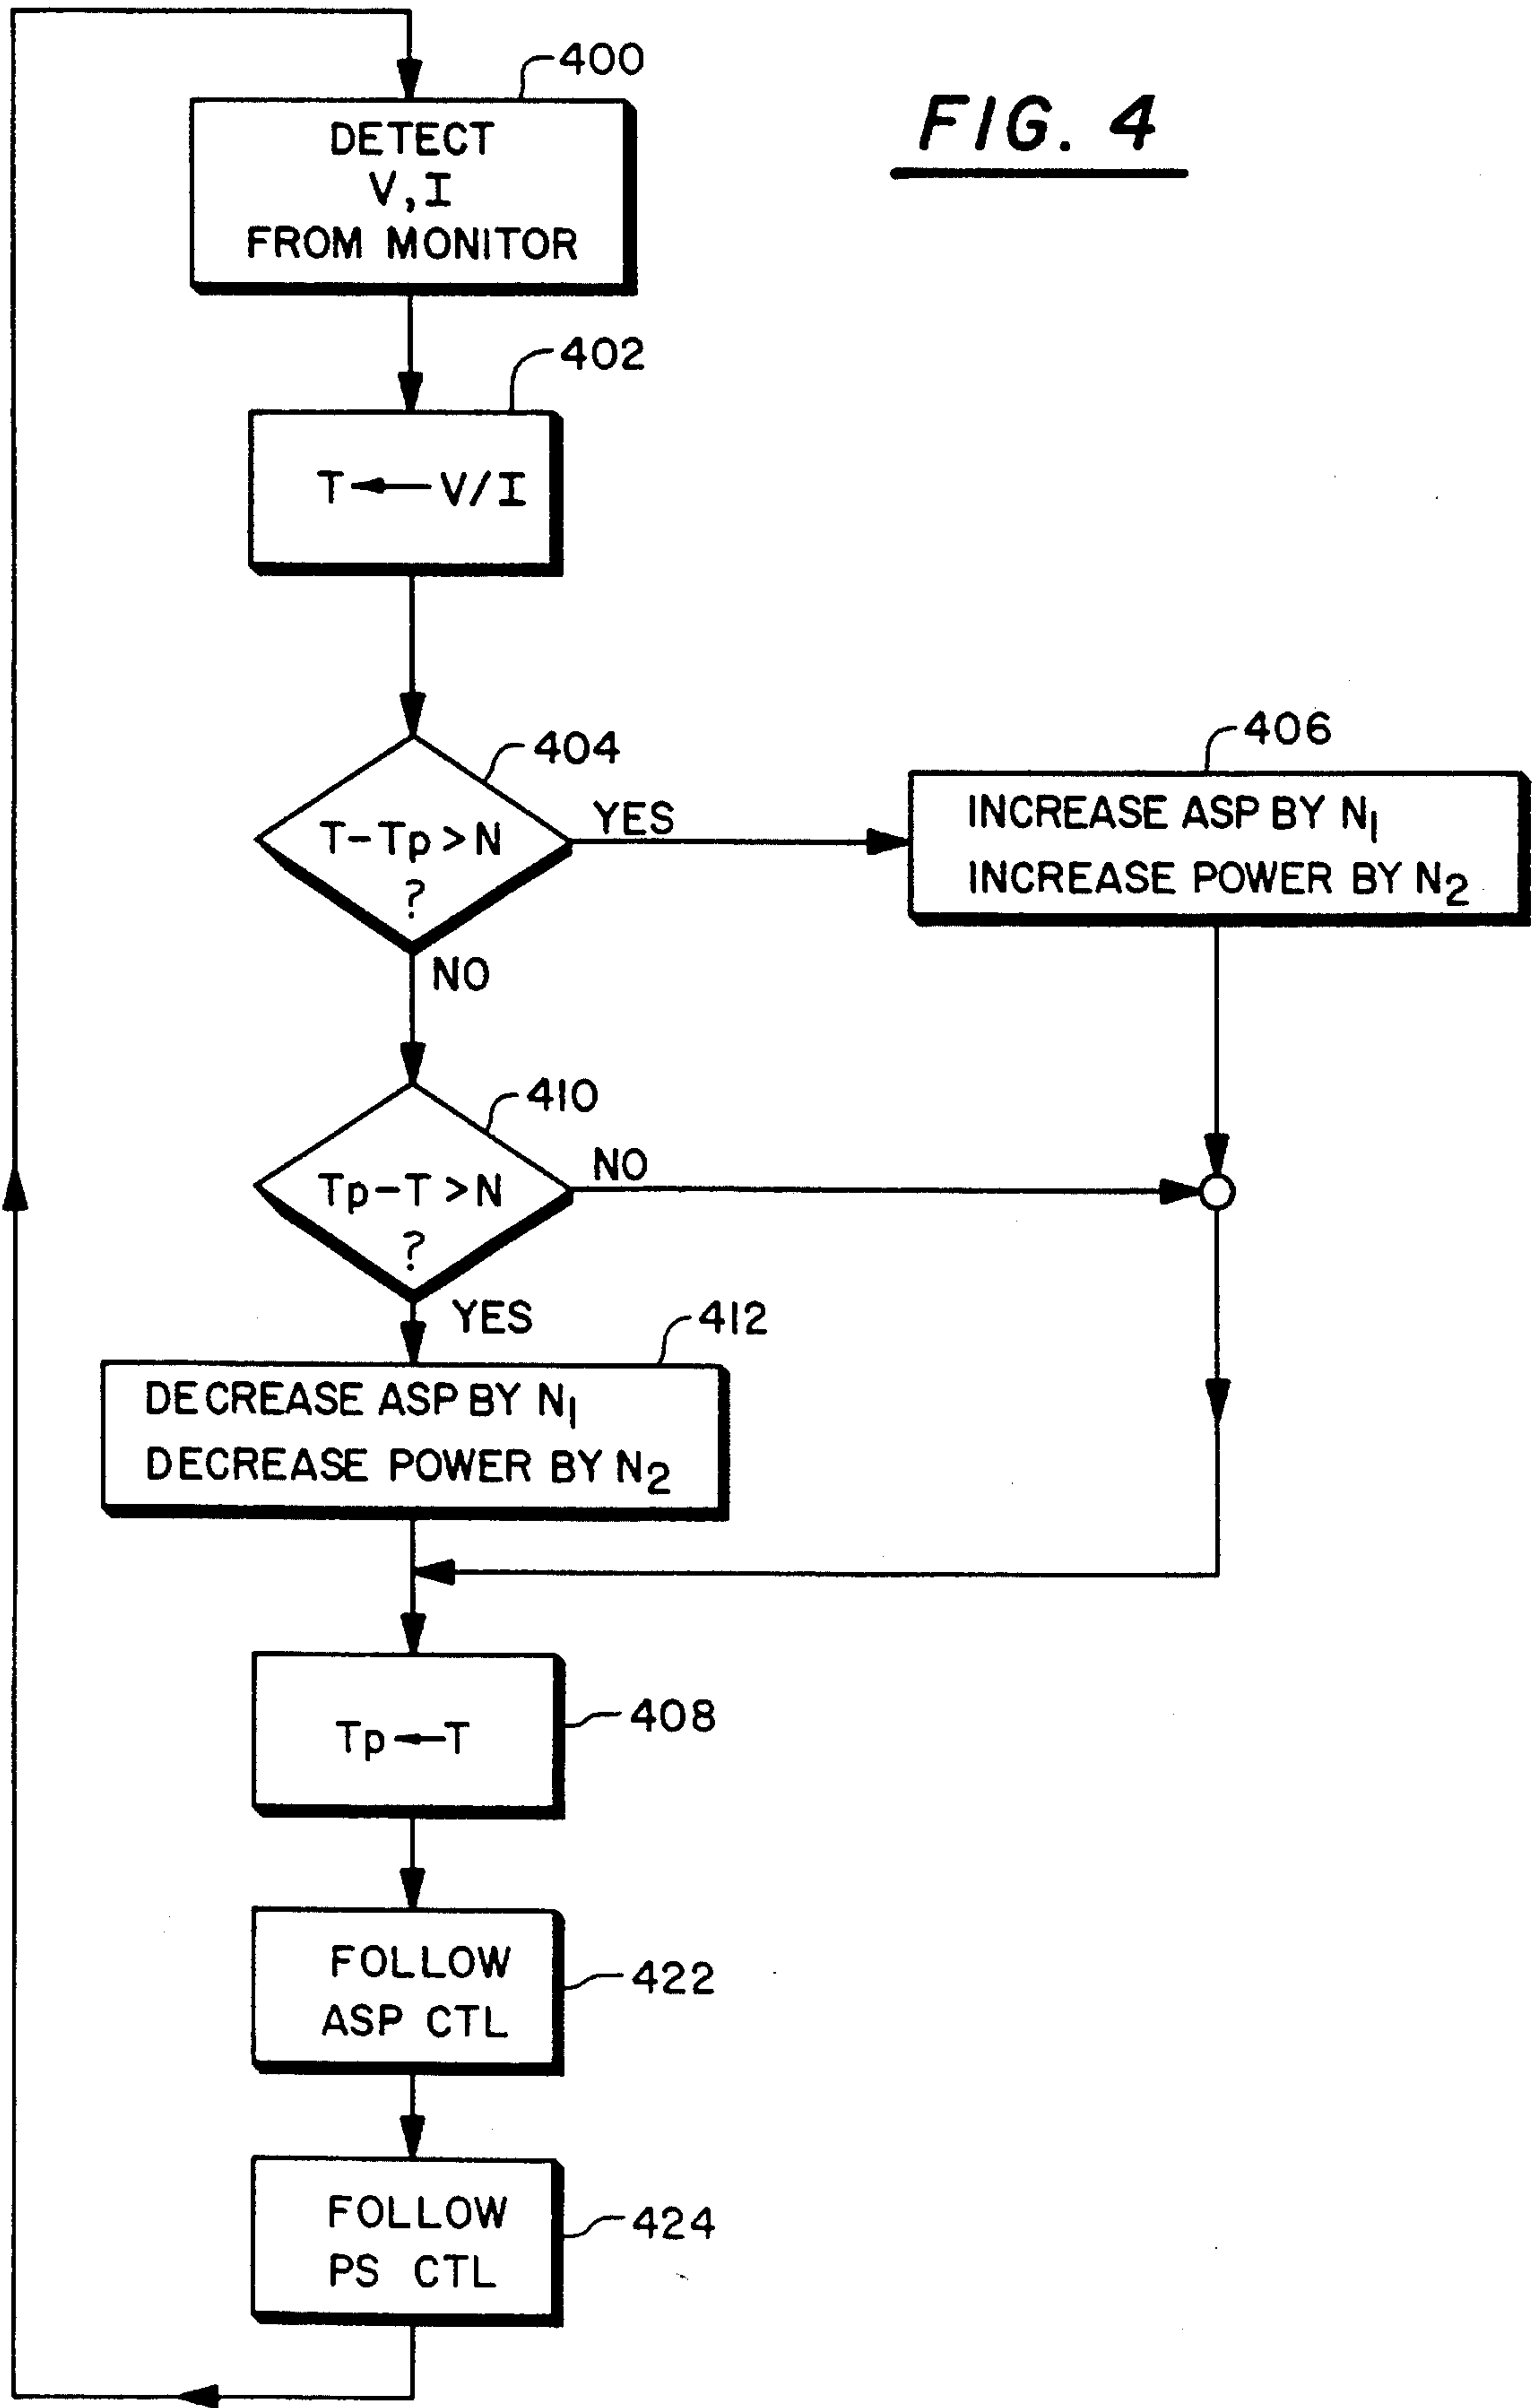 FIG. 4
400
DETECT
V, I
FROM MONITOR
402
T ← V/I
404
T-Tp > N
?
YES
NO
406
INCREASE ASP BY N1
INCREASE POWER BY N2
410
Tp-T > N
?
NO
YES
412
DECREASE ASP BY N1
DECREASE POWER BY N2
408
Tp ← T
422
FOLLOW
ASP CTL
424
FOLLOW
PS CTL